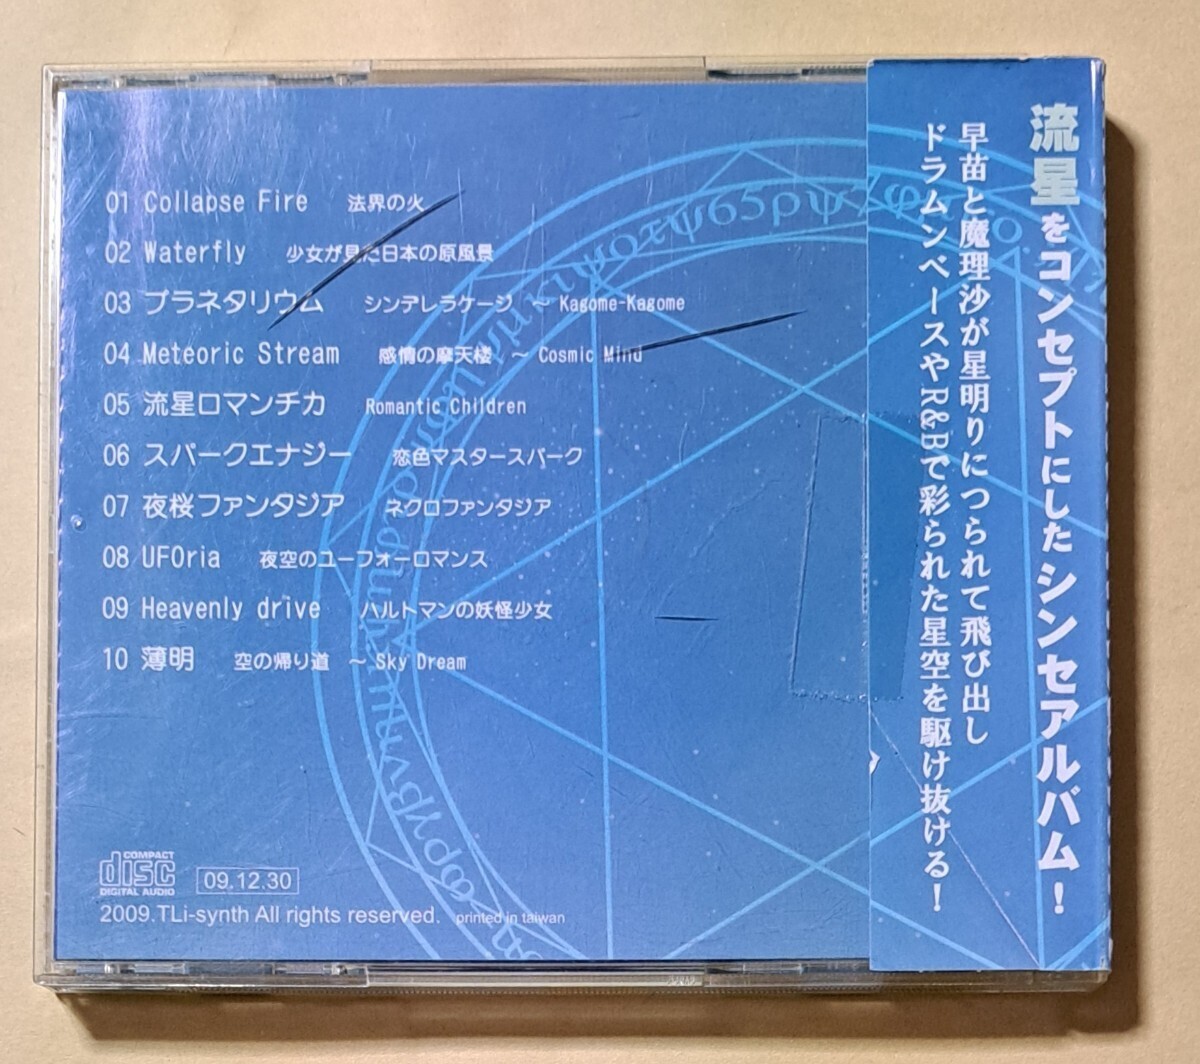 01 Collapse Fire 法界の火
02 Waterfly 少女が見た日本の原風景
03 プラネタリウム シンデレラケージ ～ Kagome-Kagome
04 Meteoric Stream 感情の摩天楼 ～ Cosmic Mind
05 流星ロマンチカ Romantic Children
06 スパークエナジー 恋色マスタースパーク
07 夜桜ファンタジア ネクロファンタジア
08 UFOria 夜空のユーフォーロマンス
09 Heavenly drive ハルトマンの妖怪少女
10 薄明 空の帰り道 ～ Sky Dream
COMPACT
disc
DIGITAL AUDIO
09.12.30
2009.TLi-synth All rights reserved. printed in taiwan
流星をコンセプトにしたシンセアルバム！
早苗と魔理沙が星明りにつられて飛び出し
ドラムンベースやR&Bで彩られた星空を駆け抜ける！